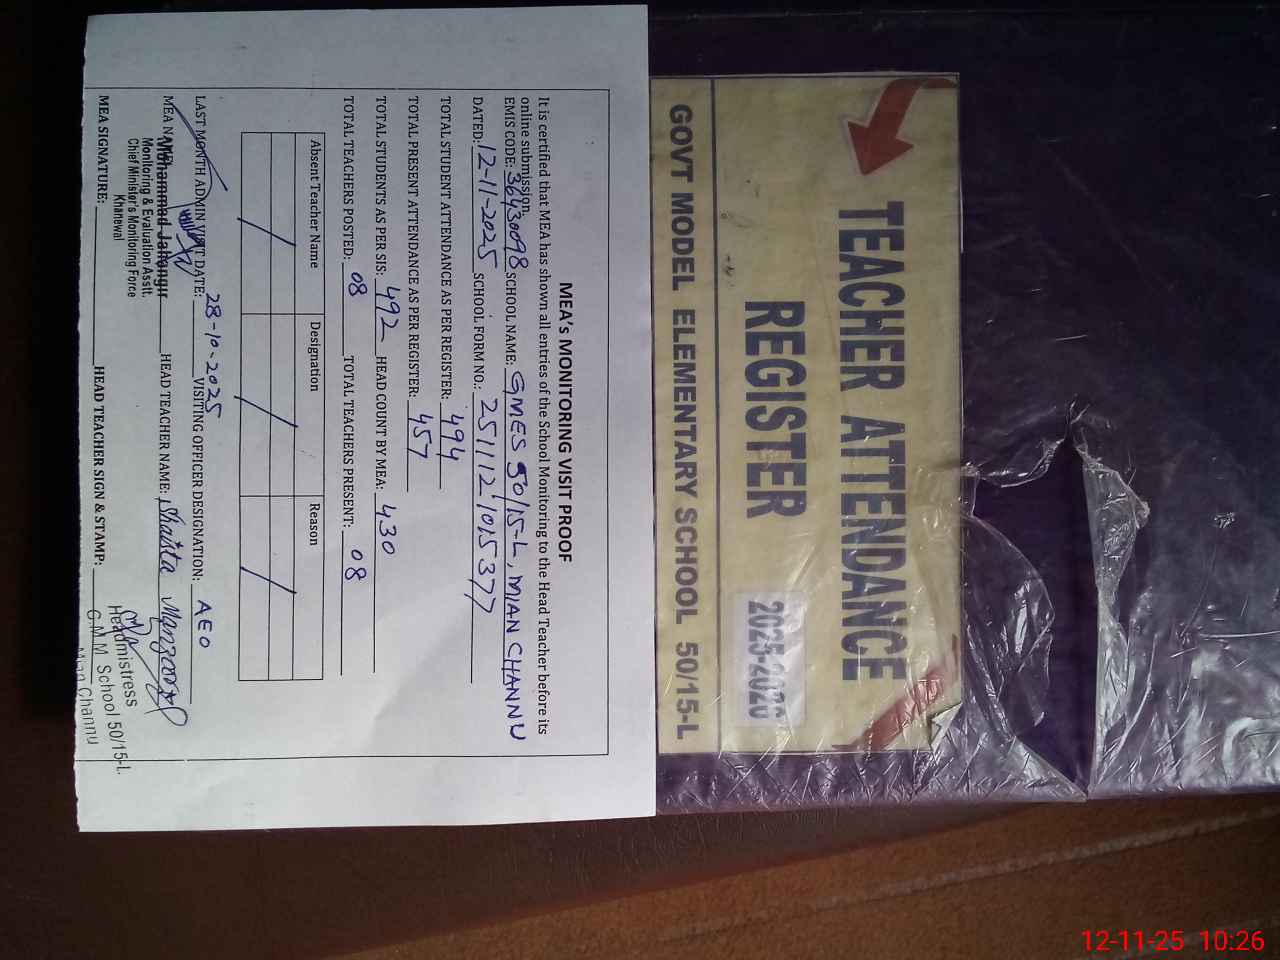 TEACHER ATTENDANCE
REGISTER
2025-2026
GOVT MODEL ELEMENTARY SCHOOL 50/15-L
MEA's MONITORING VISIT PROOF
It is certified that MEA has shown all entries of the School Monitoring to the Head Teacher before its
online submission.
EMIS CODE: 36430098 SCHOOL NAME: GMES 50/15-L, MIAN CHANNU
DATED: 12-11-2025 SCHOOL FORM NO.: 2511121015377
TOTAL STUDENT ATTENDANCE AS PER REGISTER: 494
TOTAL PRESENT ATTENDANCE AS PER REGISTER: 457
TOTAL STUDENTS AS PER SIS: 492 HEAD COUNT BY MEA: 430
TOTAL TEACHERS POSTED: 08 TOTAL TEACHERS PRESENT: 08
Absent Teacher Name Designation Reason
LAST MONTH ADMIN VISIT DATE: 28-10-2025 VISITING OFFICER DESIGNATION: AEO
MEA NAME: Muhammad Jahangir HEAD TEACHER NAME: Shaista Manzoor
Monitoring & Evaluation Asstt.
Chief Minister's Monitoring Force
Khanewal
MEA SIGNATURE: HEAD TEACHER SIGN & STAMP:
Headmistress
G.M.M School 50/15-L
Mian Channu
12-11-25 10:26